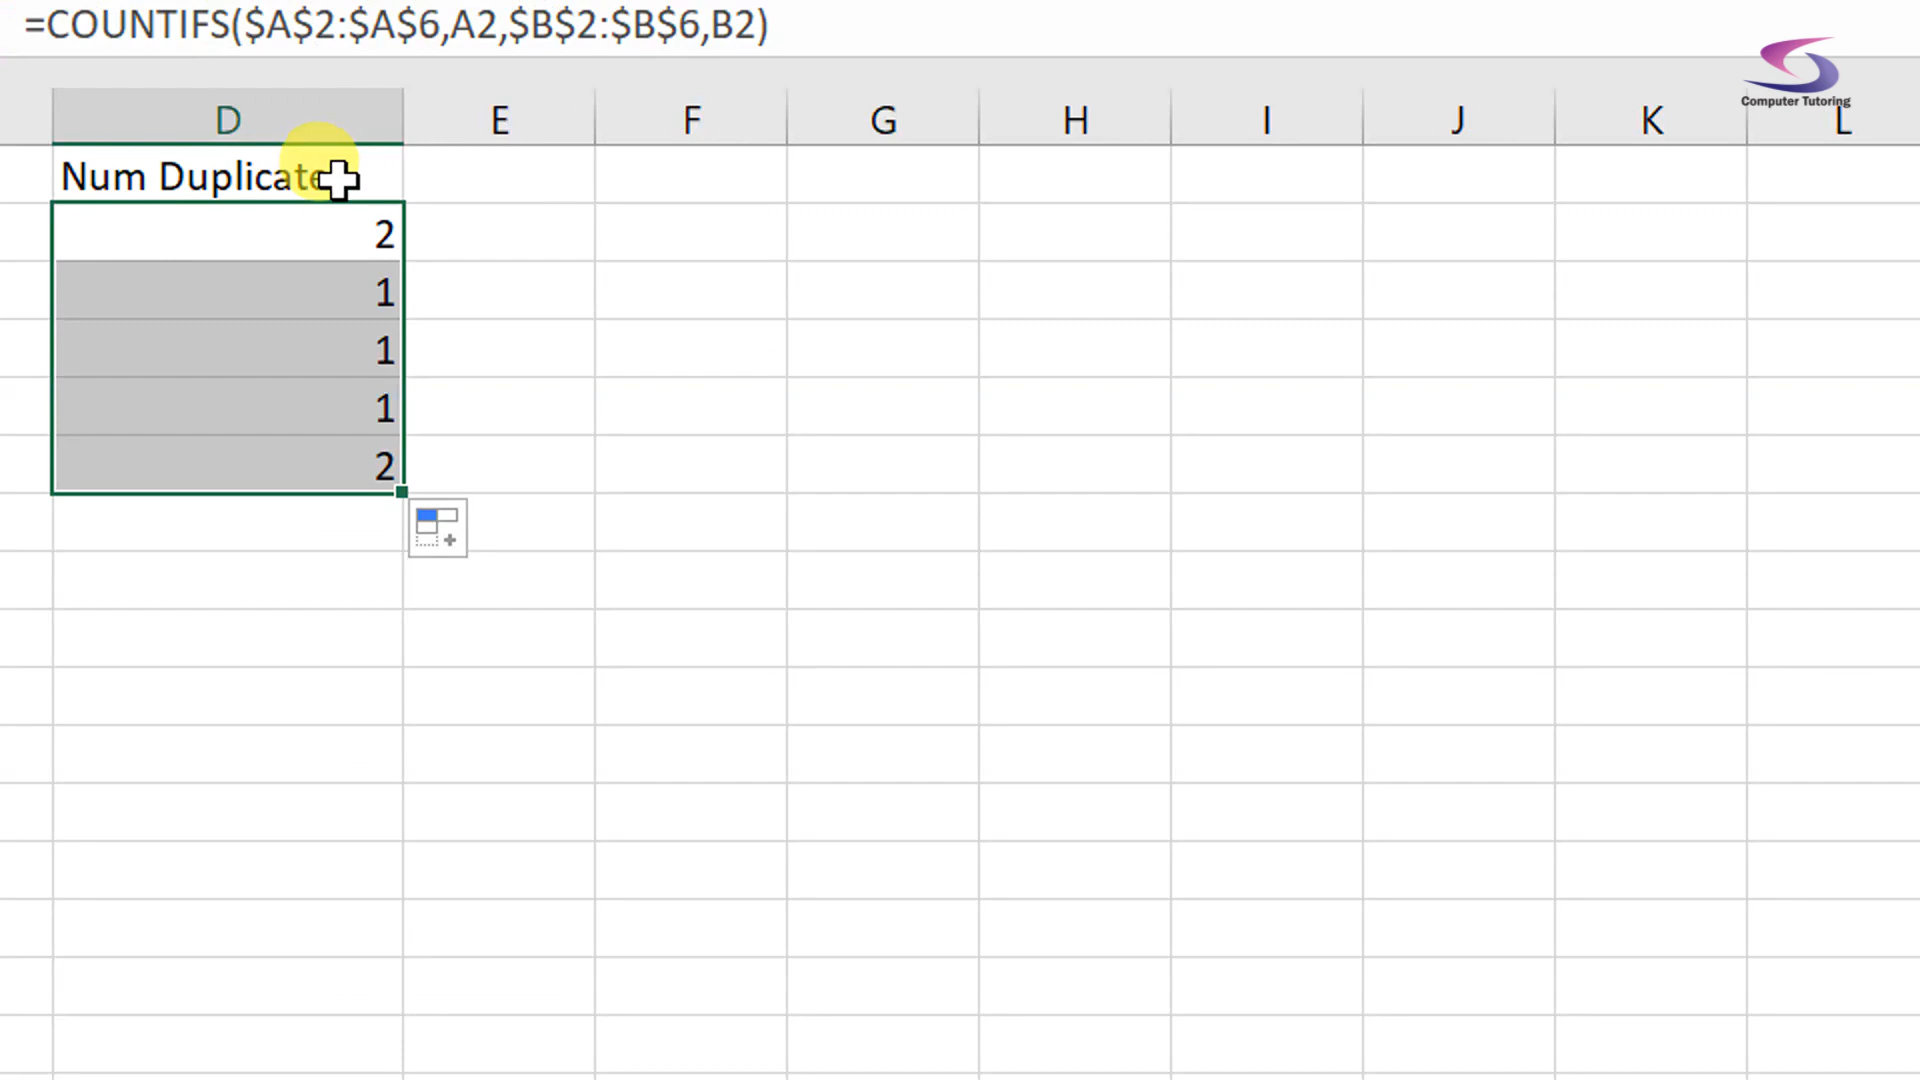 =COUNTIFS($A$2:$A$6,A2,$B$2:$B$6,B2)
Computer Tutoring
D E F G H I J K L
Num Duplicate
2
1
1
1
2